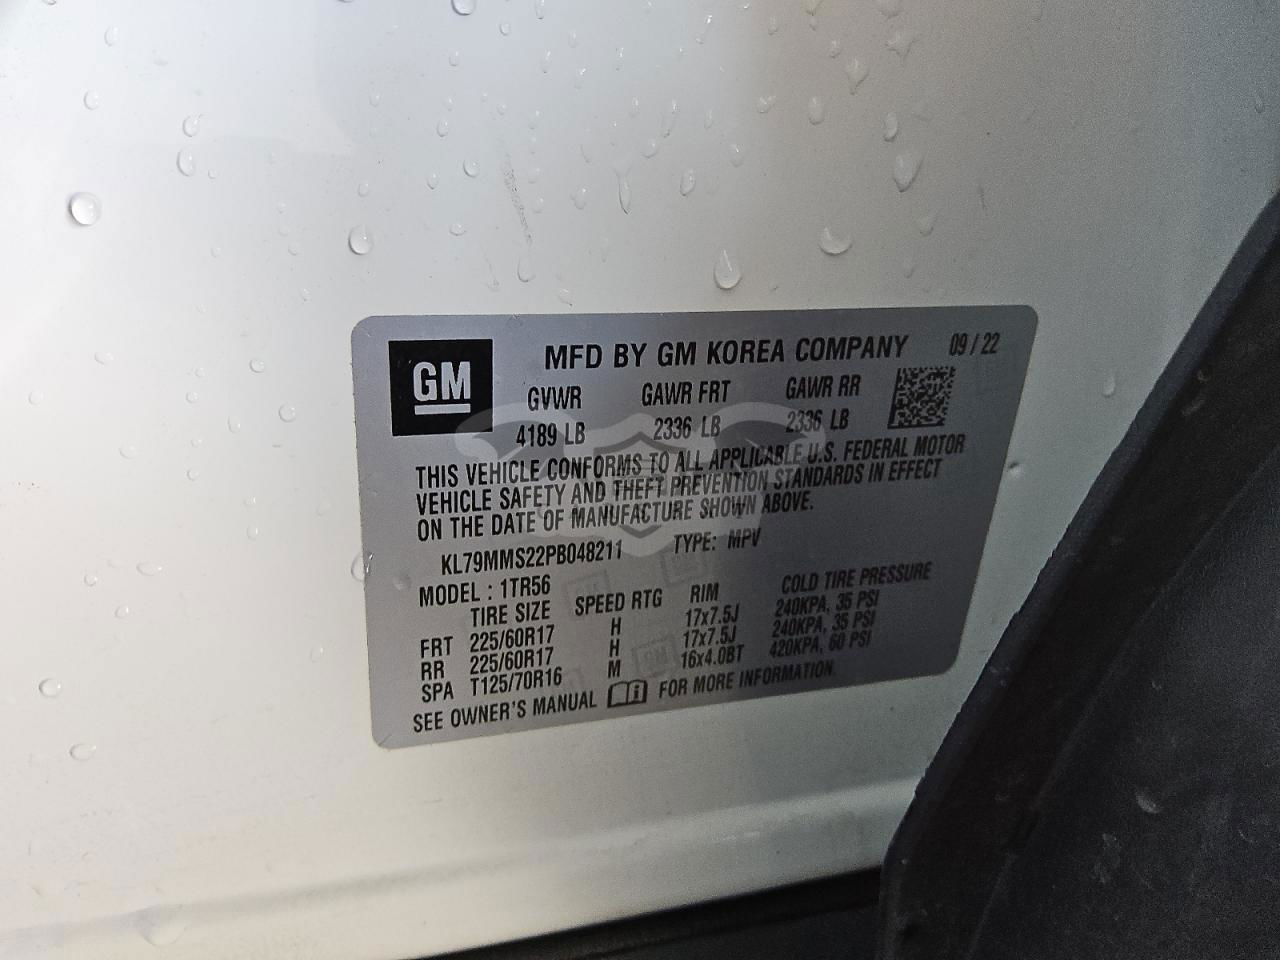 GM
MFD BY GM KOREA COMPANY 09 / 22
GVWR GAWR FRT GAWR RR
4189 LB 2336 LB 2336 LB
THIS VEHICLE CONFORMS TO ALL APPLICABLE U.S. FEDERAL MOTOR
VEHICLE SAFETY AND THEFT PREVENTION STANDARDS IN EFFECT
ON THE DATE OF MANUFACTURE SHOWN ABOVE.
KL79MMS22PB048211 TYPE: MPV
MODEL : 1TR56
TIRE SIZE SPEED RTG RIM COLD TIRE PRESSURE
FRT 225/60R17 H 17x7.5J 240KPA, 35 PSI
RR 225/60R17 H 17x7.5J 240KPA, 35 PSI
SPA T125/70R16 M 16x4.0BT 420KPA, 60 PSI
SEE OWNER'S MANUAL FOR MORE INFORMATION.